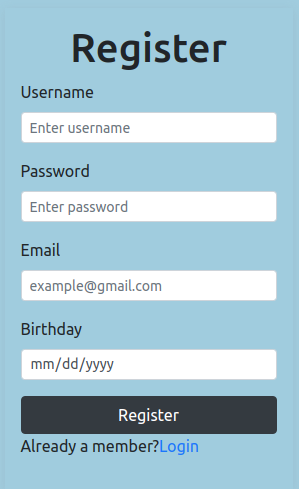 Register
Username
Enter username
Password
Enter password
Email
example@gmail.com
Birthday
mm/dd/yyyy
Register
Already a member?Login